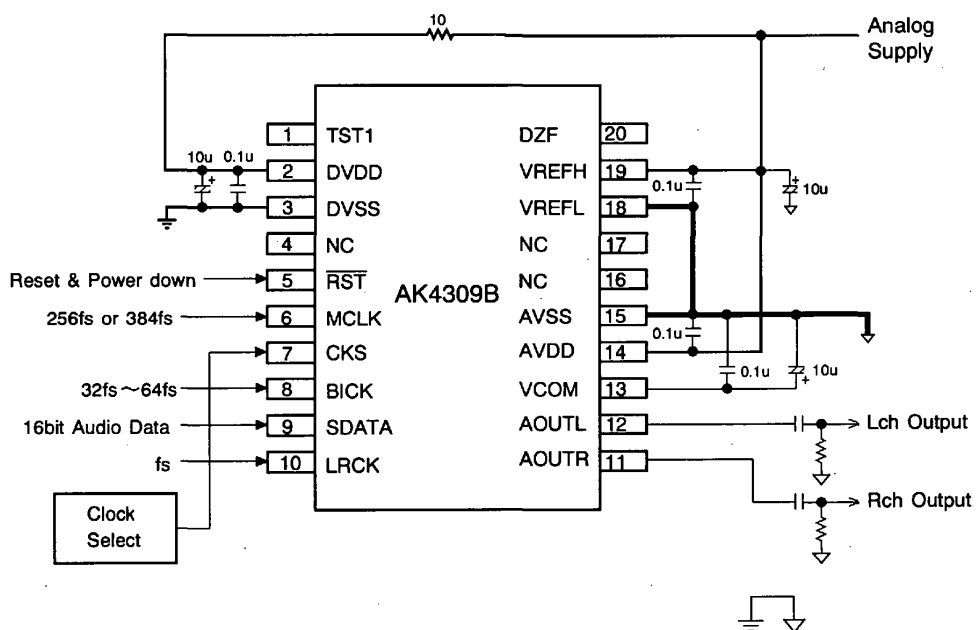 10
Analog
Supply
1 TST1
DZF 20
10u + 0.1u
2 DVDD
VREFH 19
0.1u
+ 10u
3 DVSS
VREFL 18
4 NC
NC 17
Reset & Power down
5 RST
NC 16
AK4309B
256fs or 384fs
6 MCLK
AVSS 15
0.1u
7 CKS
AVDD 14
0.1u
+ 10u
32fs～64fs
8 BICK
VCOM 13
16bit Audio Data
9 SDATA
AOUTL 12
Lch Output
fs
10 LRCK
AOUTR 11
Rch Output
Clock
Select